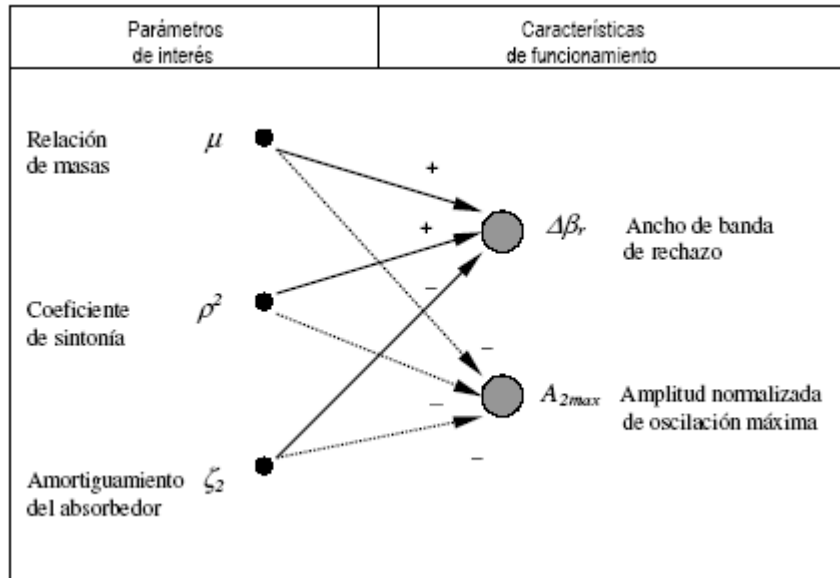 Parámetros
de interés
Características
de funcionamiento
Relación
de masas
μ
+
+
Δβr
Ancho de banda
de rechazo
−
Coeficiente
de sintonía
ρ²
−
A2max
Amplitud normalizada
de oscilación máxima
−
−
Amortiguamiento
del absorbedor
ζ2